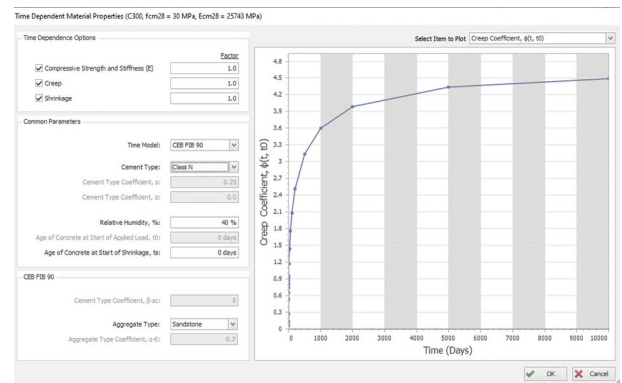 Time Dependent Material Properties (C300, fcm28 = 30 MPa, Ecm28 = 25743 MPa)
Time Dependence Options
Factor
Compressive Strength and Stiffness (E) 1.0
Creep 1.0
Shrinkage 1.0
Common Parameters
Time Model: CEB FIB 90
Cement Type: Class N
Cement Type Coefficient, s: 0.25
Cement Type Coefficient, α: 0.0
Relative Humidity, %: 40 %
Age of Concrete at Start of Applied Load, t0: 0 days
Age of Concrete at Start of Shrinkage, ts: 0 days
CEB FIB 90
Cement Type Coefficient, β-sc: 5
Aggregate Type: Sandstone
Aggregate Type Coefficient, α-E: 0.7
Select Item to Plot Creep Coefficient, ϕ(t, t0)
Creep Coefficient, ϕ(t, t0)
4.8
4.5
4.2
3.9
3.6
3.3
3
2.7
2.4
2.1
1.8
1.5
1.2
0.9
0.6
0.3
0
0 1000 2000 3000 4000 5000 6000 7000 8000 9000 10000
Time (Days)
OK Cancel